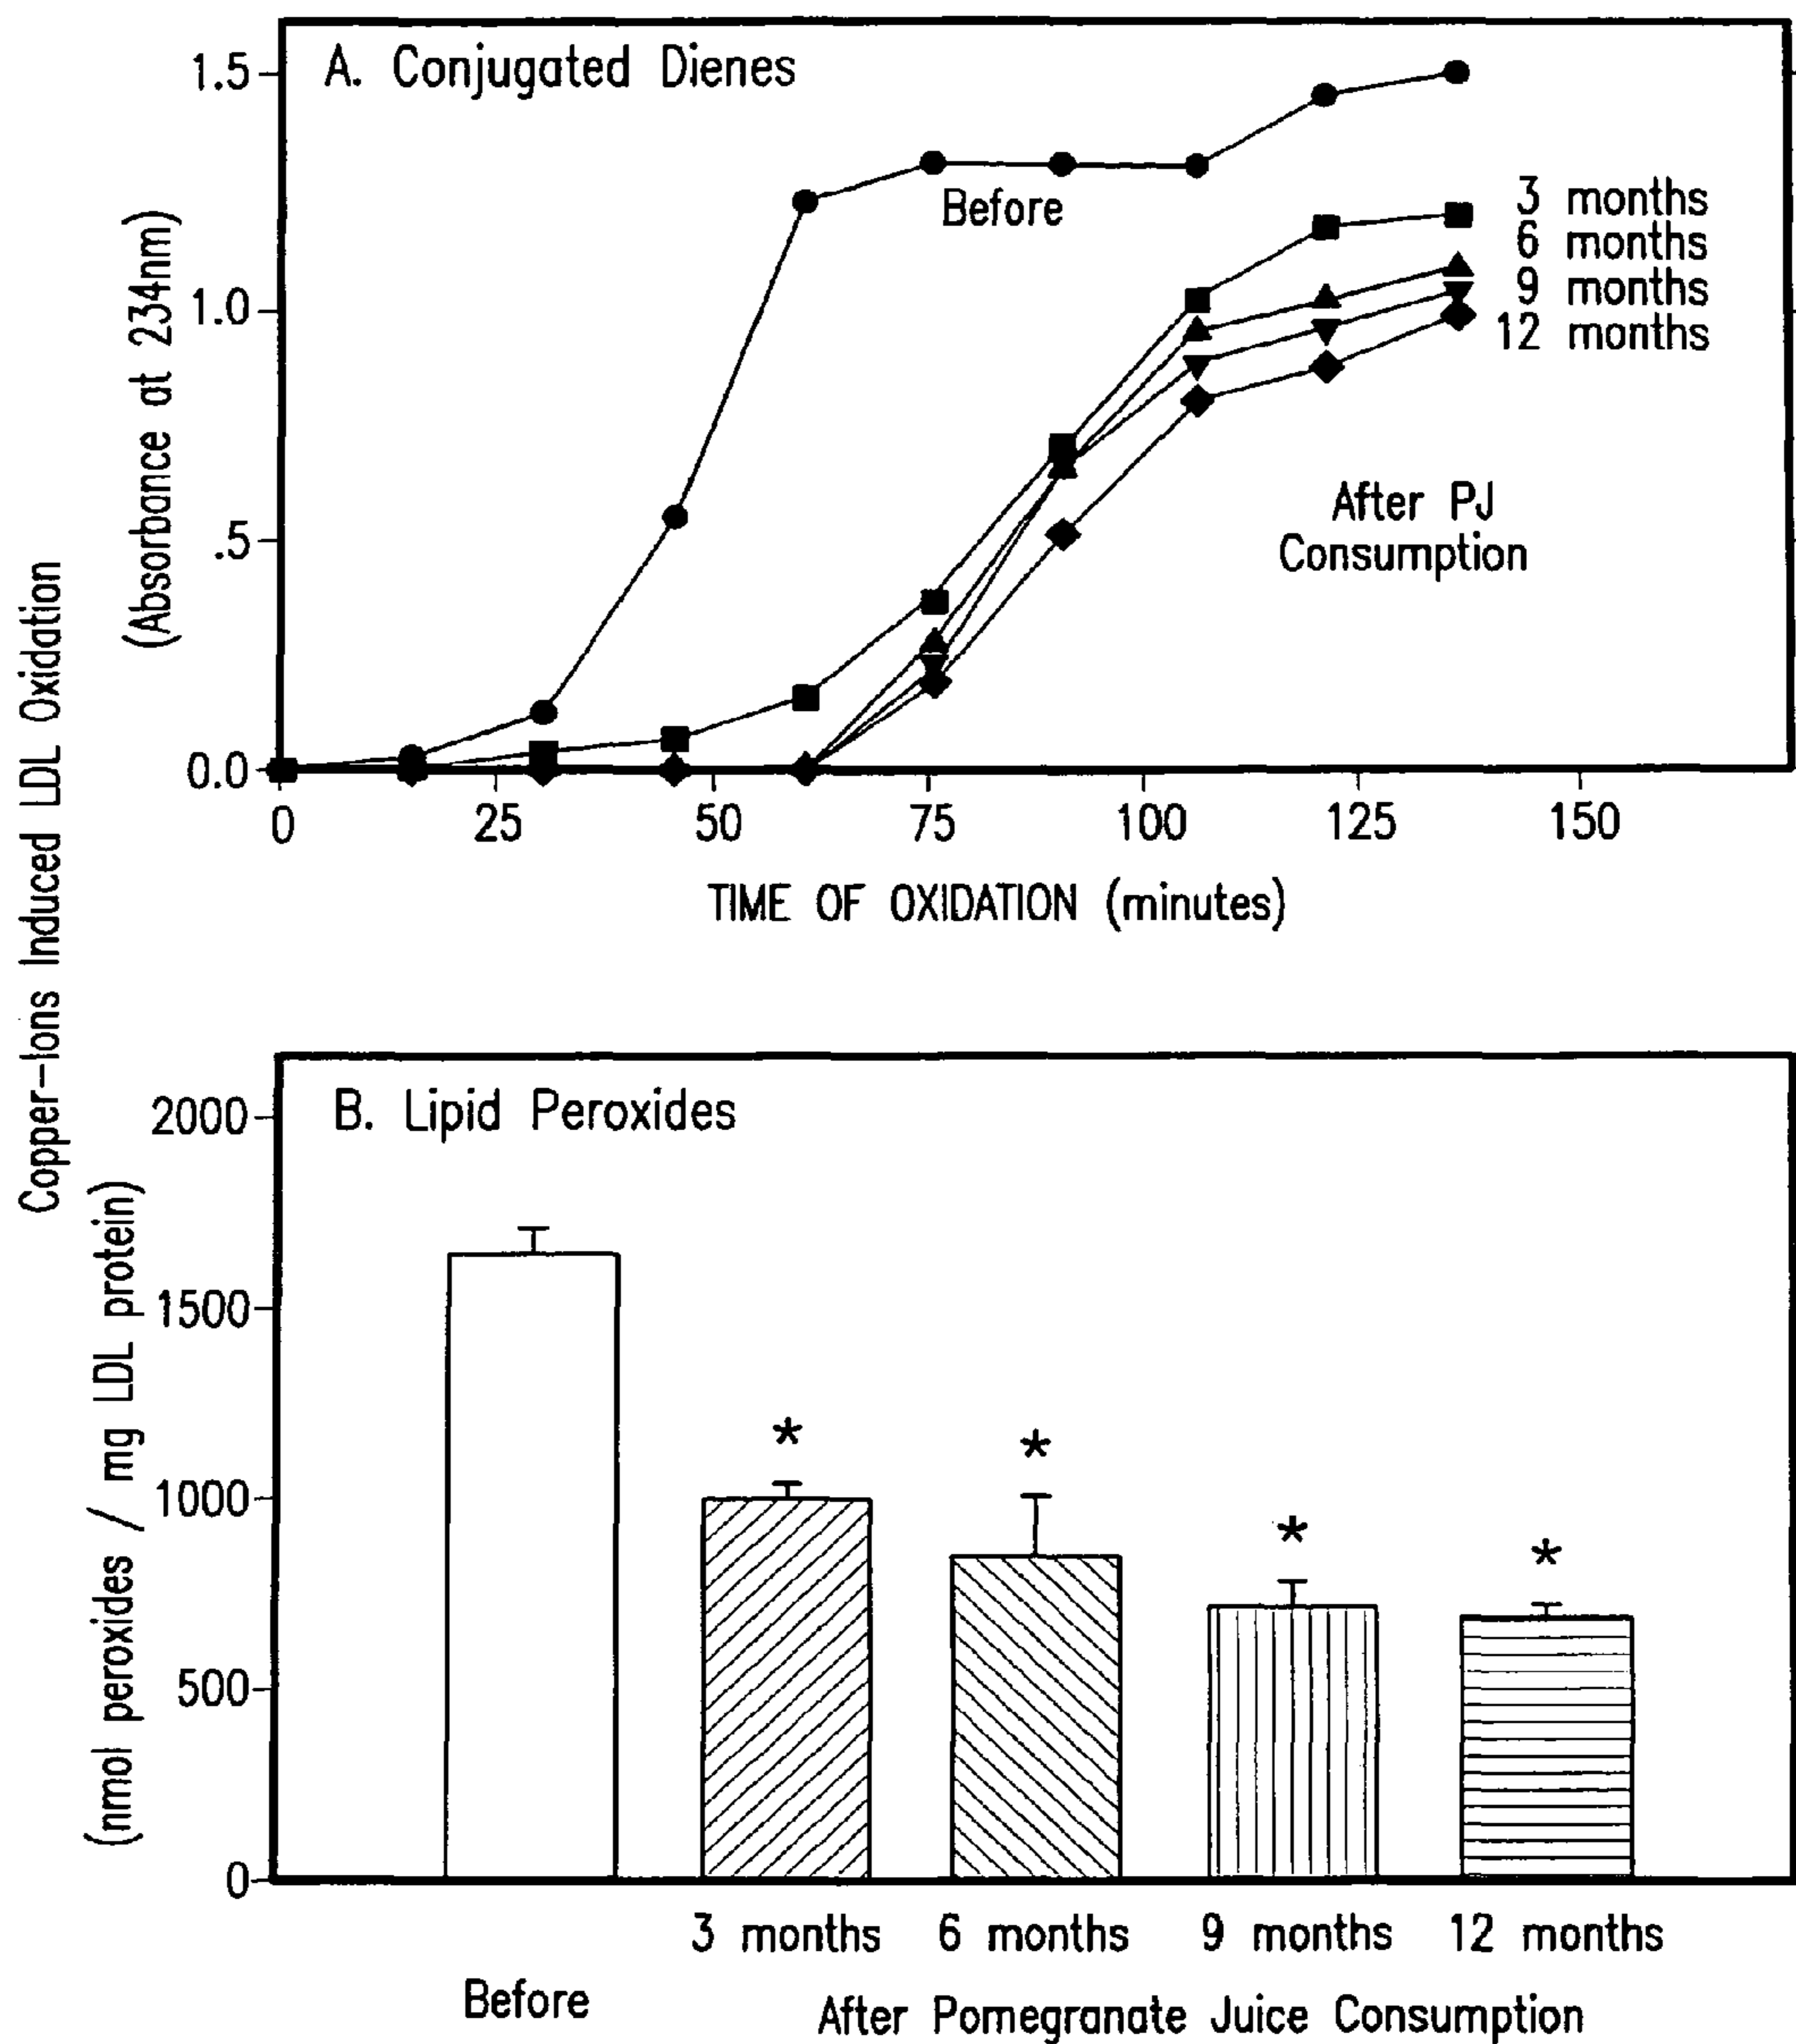 Copper-Ions Induced LDL Oxidation
(Absorbance at 234nm)
A. Conjugated Dienes
1.5
1.0
.5
0.0
Before
3 months
6 months
9 months
12 months
After PJ
Consumption
0 25 50 75 100 125 150
TIME OF OXIDATION (minutes)
(nmol peroxides / mg LDL protein)
B. Lipid Peroxides
2000
1500
1000
500
0
* * * *
3 months 6 months 9 months 12 months
Before After Pomegranate Juice Consumption